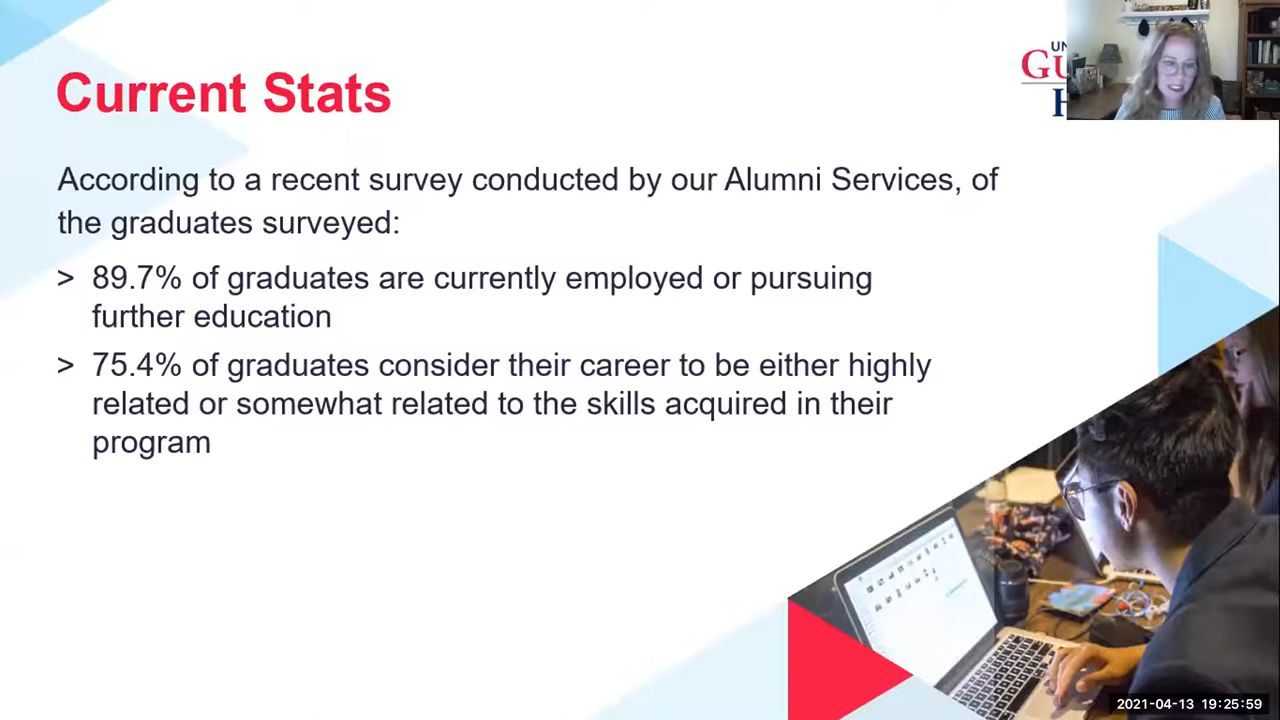 Current Stats
According to a recent survey conducted by our Alumni Services, of
the graduates surveyed:
> 89.7% of graduates are currently employed or pursuing
further education
> 75.4% of graduates consider their career to be either highly
related or somewhat related to the skills acquired in their
program
2021-04-13 19:25:59